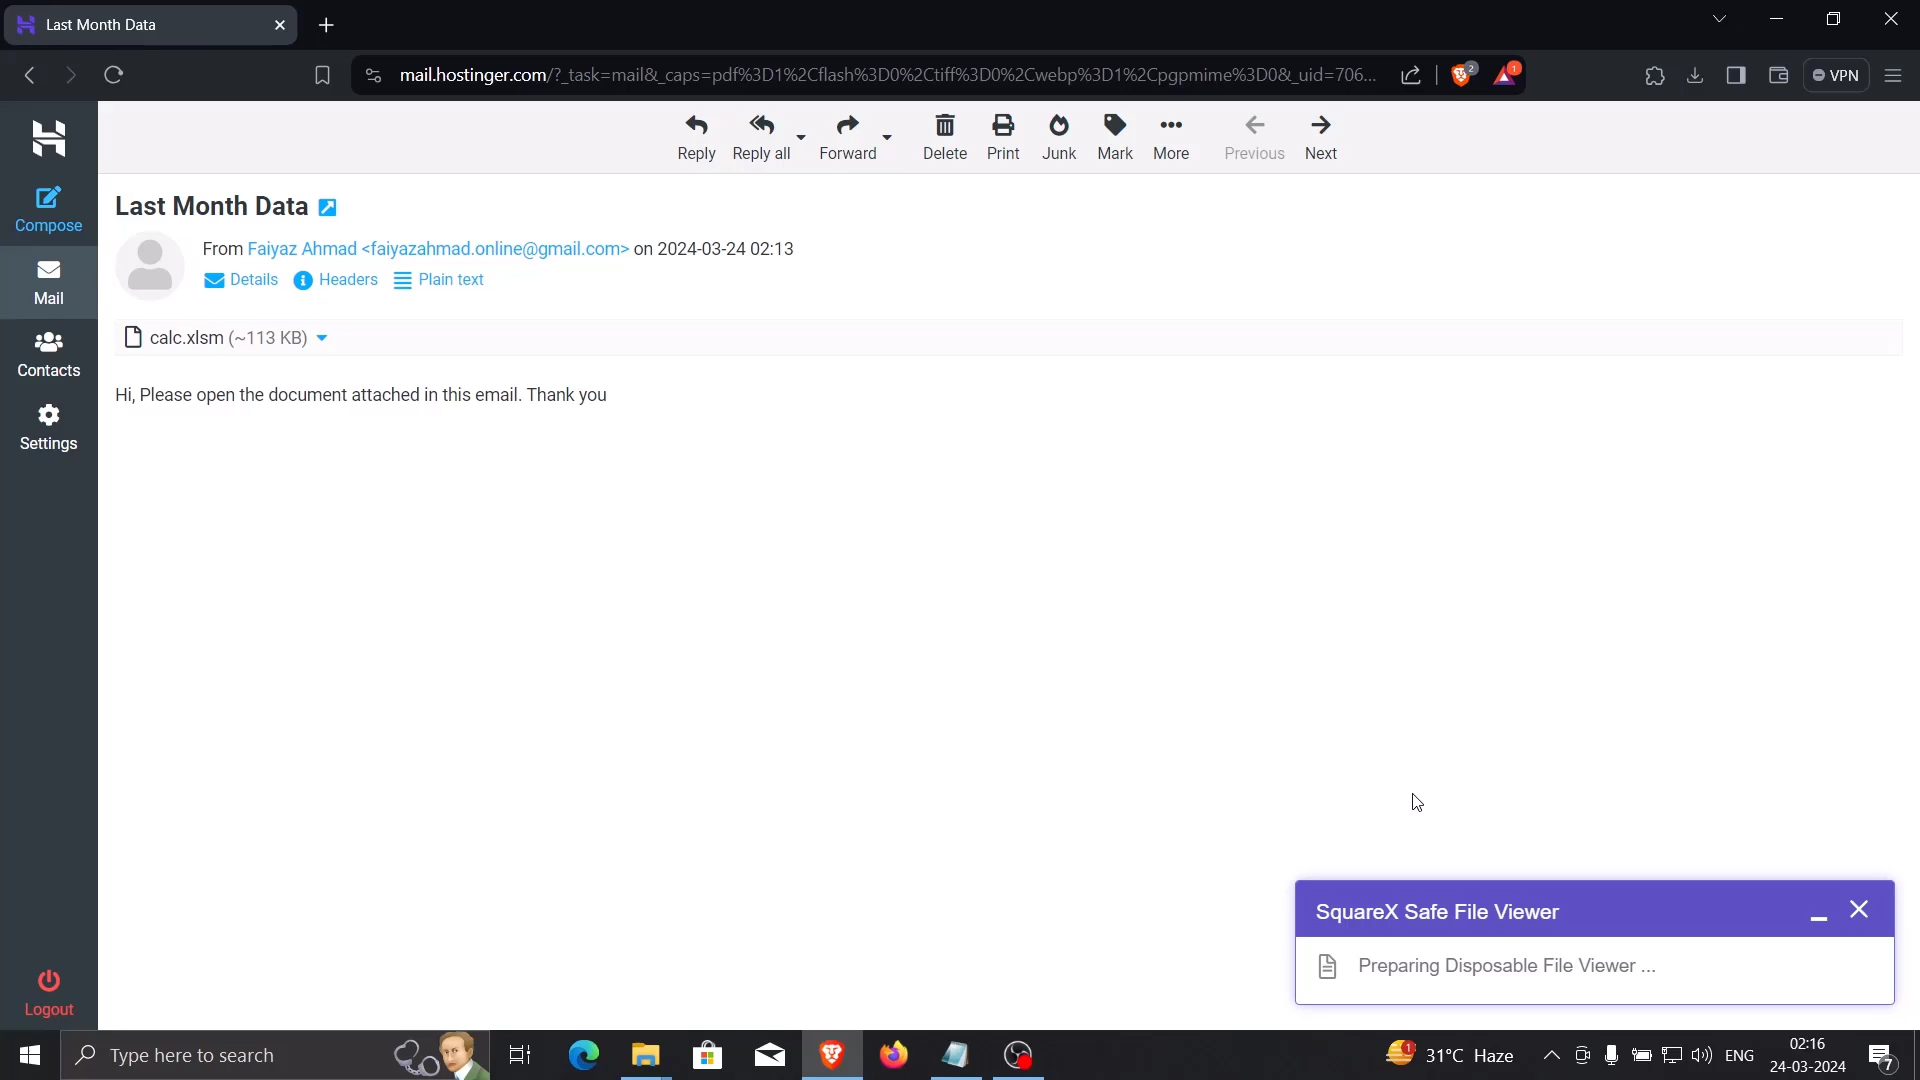 Last Month Data
mail.hostinger.com/?_task=mail&_caps=pdf%3D1%2Cflash%3D0%2Ctiff%3D0%2Cwebp%3D1%2Cpgpmime%3D0&_uid=706...
2
1
VPN
Reply
Reply all
Forward
Delete
Print
Junk
Mark
More
Previous
Next
Compose
Mail
Contacts
Settings
Logout
Last Month Data
From Faiyaz Ahmad <faiyazahmad.online@gmail.com> on 2024-03-24 02:13
Details Headers Plain text
calc.xlsm (~113 KB)
Hi, Please open the document attached in this email. Thank you
SquareX Safe File Viewer
Preparing Disposable File Viewer ...
Type here to search
1
31°C Haze
ENG
02:16
24-03-2024
7